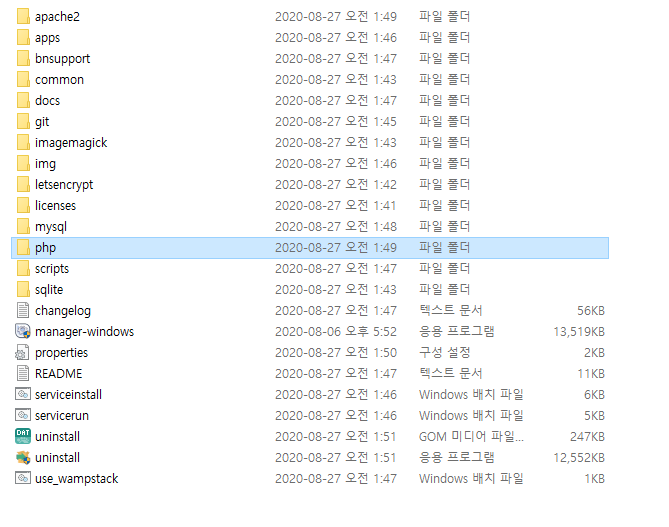 apache2 2020-08-27 오전 1:49 파일 폴더
apps 2020-08-27 오전 1:46 파일 폴더
bnsupport 2020-08-27 오전 1:47 파일 폴더
common 2020-08-27 오전 1:43 파일 폴더
docs 2020-08-27 오전 1:47 파일 폴더
git 2020-08-27 오전 1:45 파일 폴더
imagemagick 2020-08-27 오전 1:43 파일 폴더
img 2020-08-27 오전 1:46 파일 폴더
letsencrypt 2020-08-27 오전 1:42 파일 폴더
licenses 2020-08-27 오전 1:41 파일 폴더
mysql 2020-08-27 오전 1:48 파일 폴더
php 2020-08-27 오전 1:49 파일 폴더
scripts 2020-08-27 오전 1:47 파일 폴더
sqlite 2020-08-27 오전 1:43 파일 폴더
changelog 2020-08-27 오전 1:47 텍스트 문서 56KB
manager-windows 2020-08-06 오후 5:52 응용 프로그램 13,519KB
properties 2020-08-27 오전 1:50 구성 설정 2KB
README 2020-08-27 오전 1:47 텍스트 문서 11KB
serviceinstall 2020-08-27 오전 1:46 Windows 배치 파일 6KB
servicerun 2020-08-27 오전 1:46 Windows 배치 파일 5KB
DAT uninstall 2020-08-27 오전 1:51 GOM 미디어 파일... 247KB
uninstall 2020-08-27 오전 1:51 응용 프로그램 12,552KB
use_wampstack 2020-08-27 오전 1:47 Windows 배치 파일 1KB